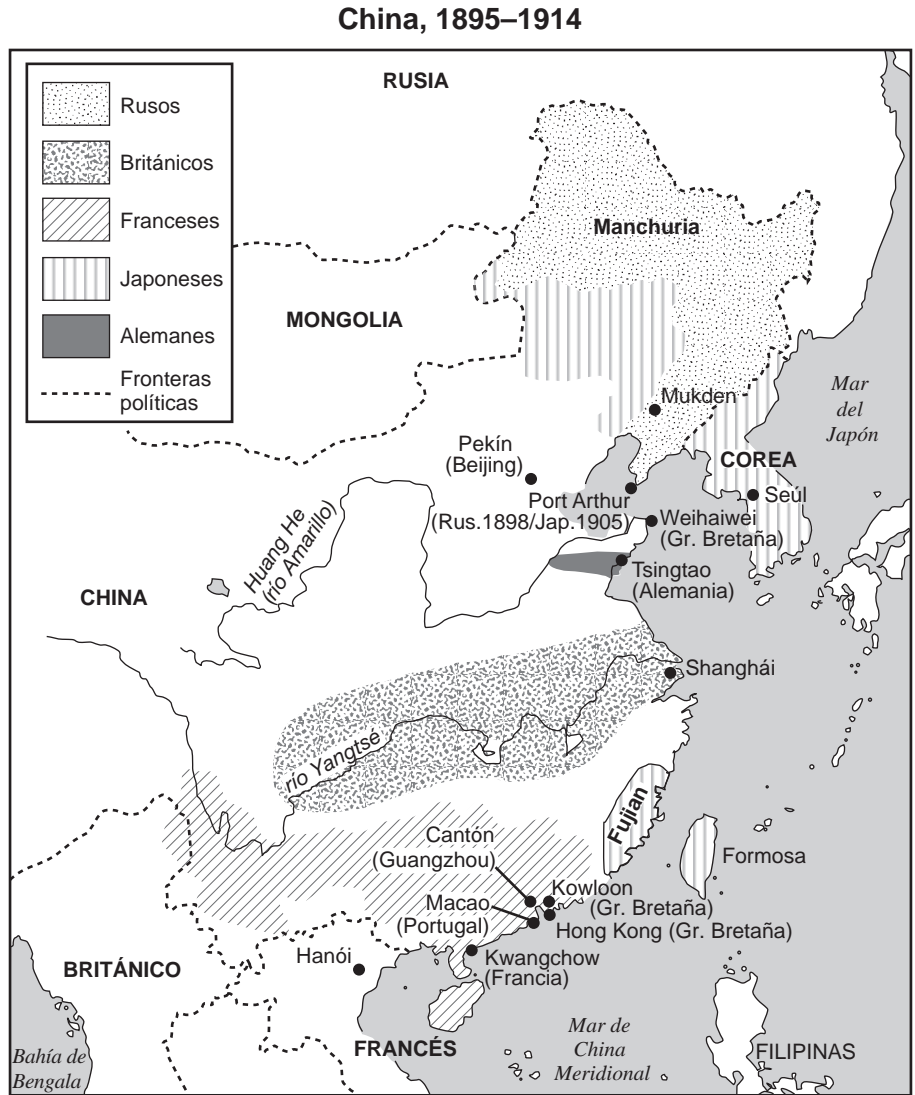 China, 1895–1914
Rusos
Británicos
Franceses
Japoneses
Alemanes
Fronteras
políticas
RUSIA
Manchuria
MONGOLIA
Mukden
Mar
del
Japón
Pekín
(Beijing)
COREA
Seúl
Port Arthur
(Rus.1898/Jap.1905)
Weihaiwei
(Gr. Bretaña)
Huang He
(río Amarillo)
Tsingtao
(Alemania)
CHINA
Shanghái
río Yangtsé
Fujian
Formosa
Cantón
(Guangzhou)
Kowloon
(Gr. Bretaña)
Macao
(Portugal)
Hong Kong (Gr. Bretaña)
Hanói
Kwangchow
(Francia)
BRITÁNICO
FRANCÉS
Mar de
China
Meridional
FILIPINAS
Bahía de
Bengala